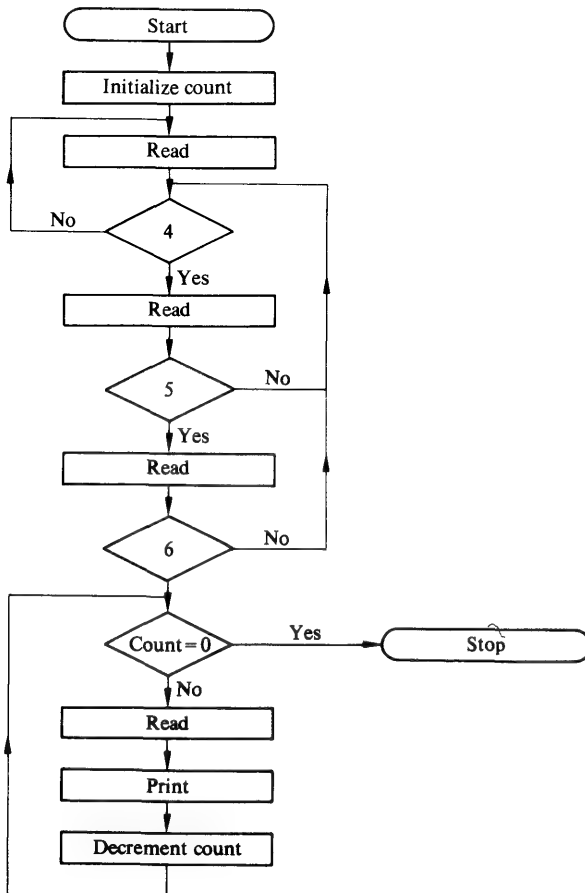 Start
Initialize count
Read
No
4
Yes
Read
5
No
Yes
Read
6
No
Count = 0
Yes
Stop
No
Read
Print
Decrement count